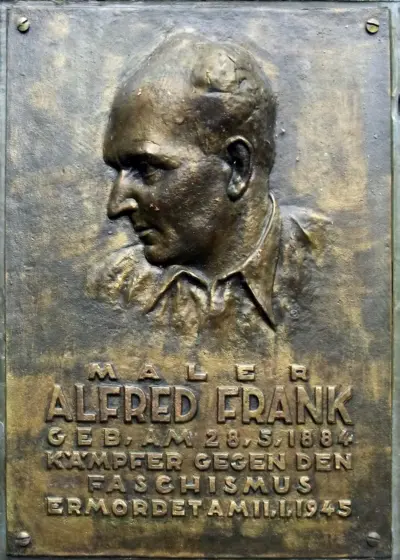 MALER
ALFRED FRANK
GEB. AM 28.5.1884
KÄMPFER GEGEN DEN
FASCHISMUS
ERMORDET AM 11.1.1945